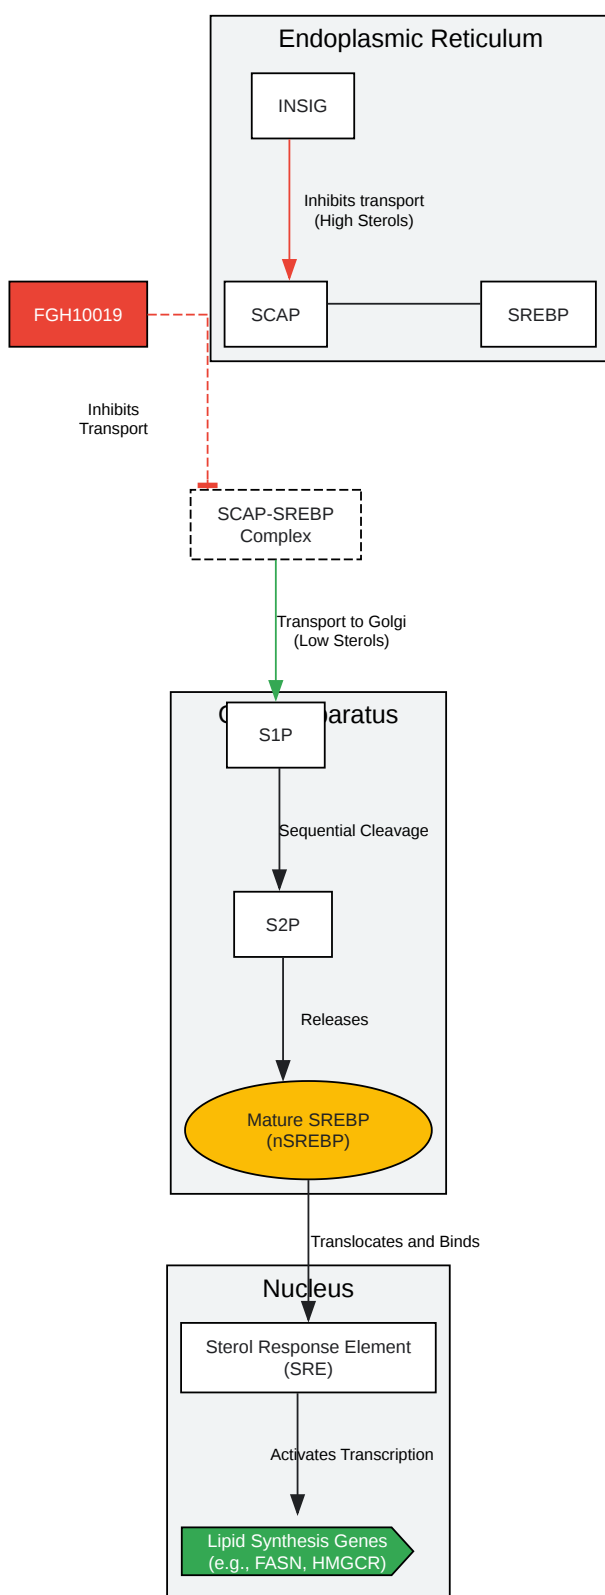 Endoplasmic Reticulum
INSIG
Inhibits transport
(High Sterols)
FGH10019
SCAP
SREBP
Inhibits
Transport
SCAP-SREBP
Complex
Transport to Golgi
(Low Sterols)
S1P
Sequential Cleavage
S2P
Releases
Mature SREBP
(nSREBP)
Translocates and Binds
Nucleus
Sterol Response Element
(SRE)
Activates Transcription
Lipid Synthesis Genes
(e.g., FASN, HMGCR)